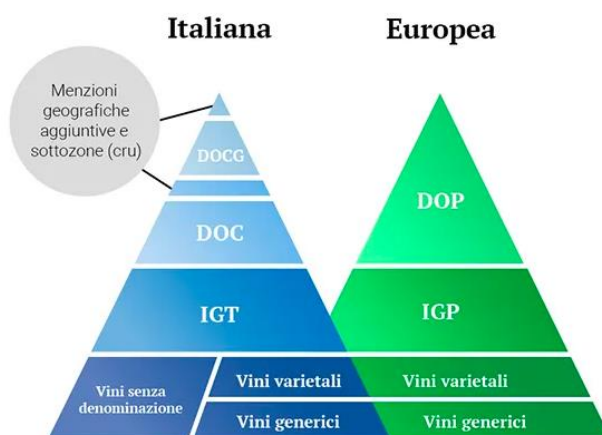 Italiana
Europea
Menzioni
geografiche
aggiuntive e
sottozone (cru)
DOCG
DOC
DOP
IGT
IGP
Vini senza
denominazione
Vini varietali
Vini varietali
Vini generici
Vini generici